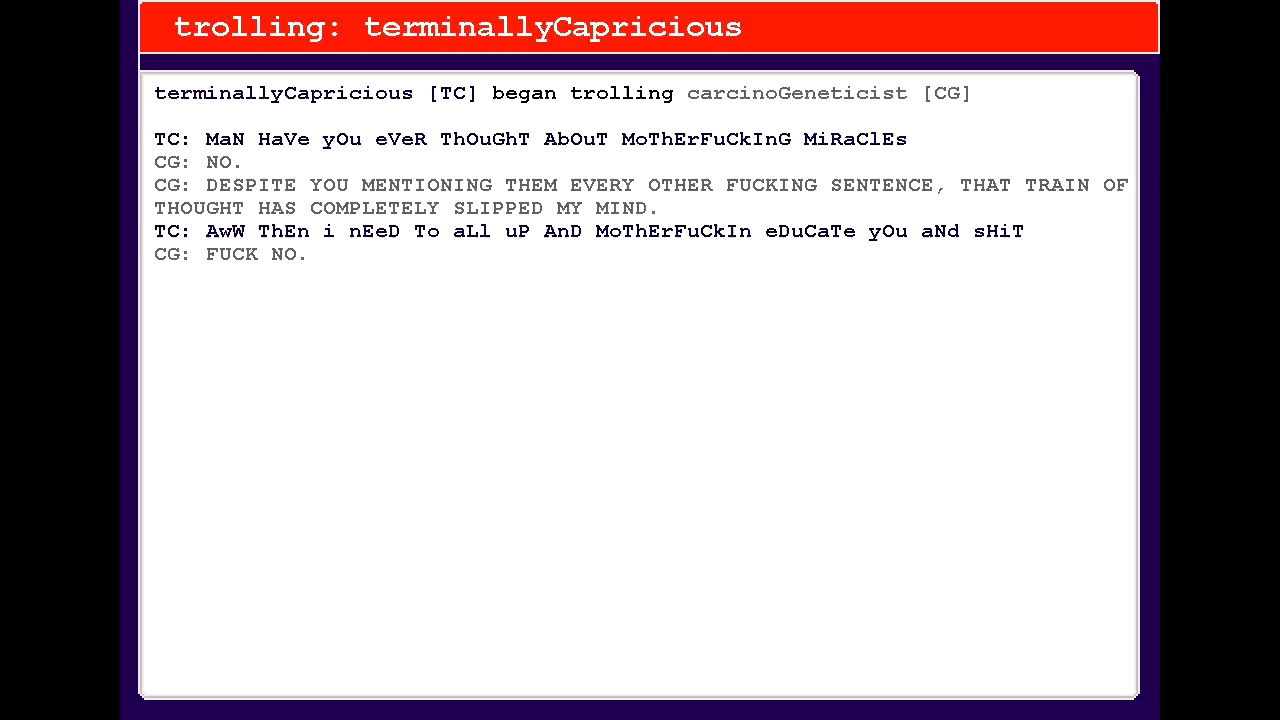 trolling: terminallyCapricious
terminallyCapricious [TC] began trolling carcinoGeneticist [CG]
TC: MaN HaVe yOu eVeR ThOuGhT AbOuT MoThErFuCkInG MiRaClEs
CG: NO.
CG: DESPITE YOU MENTIONING THEM EVERY OTHER FUCKING SENTENCE, THAT TRAIN OF
THOUGHT HAS COMPLETELY SLIPPED MY MIND.
TC: AwW ThEn i nEeD To aLl uP AnD MoThErFuCkIn eDuCaTe yOu aNd sHiT
CG: FUCK NO.